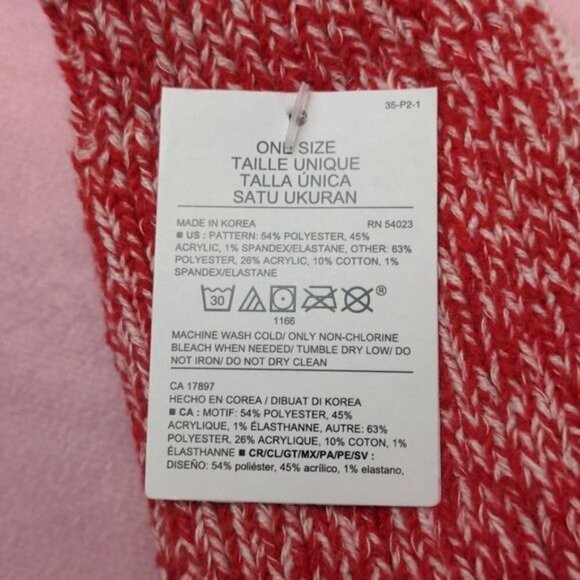 35-P2-1
ONE SIZE
TAILLE UNIQUE
TALLA ÚNICA
SATU UKURAN
MADE IN KOREA RN 54023
■ US : PATTERN: 54% POLYESTER, 45%
ACRYLIC, 1% SPANDEX/ELASTANE, OTHER: 63%
POLYESTER, 26% ACRYLIC, 10% COTTON, 1%
SPANDEX/ELASTANE
30 ®
1166
MACHINE WASH COLD/ ONLY NON-CHLORINE
BLEACH WHEN NEEDED/ TUMBLE DRY LOW/ DO
NOT IRON/ DO NOT DRY CLEAN
CA 17897
HECHO EN COREA / DIBUAT DI KOREA
■ CA : MOTIF: 54% POLYESTER, 45%
ACRYLIQUE, 1% ÉLASTHANNE, AUTRE: 63%
POLYESTER, 26% ACRYLIQUE, 10% COTON, 1%
ÉLASTHANNE ■ CR/CL/GT/MX/PA/PE/SV :
DISEÑO: 54% poliéster, 45% acrílico, 1% elastano,